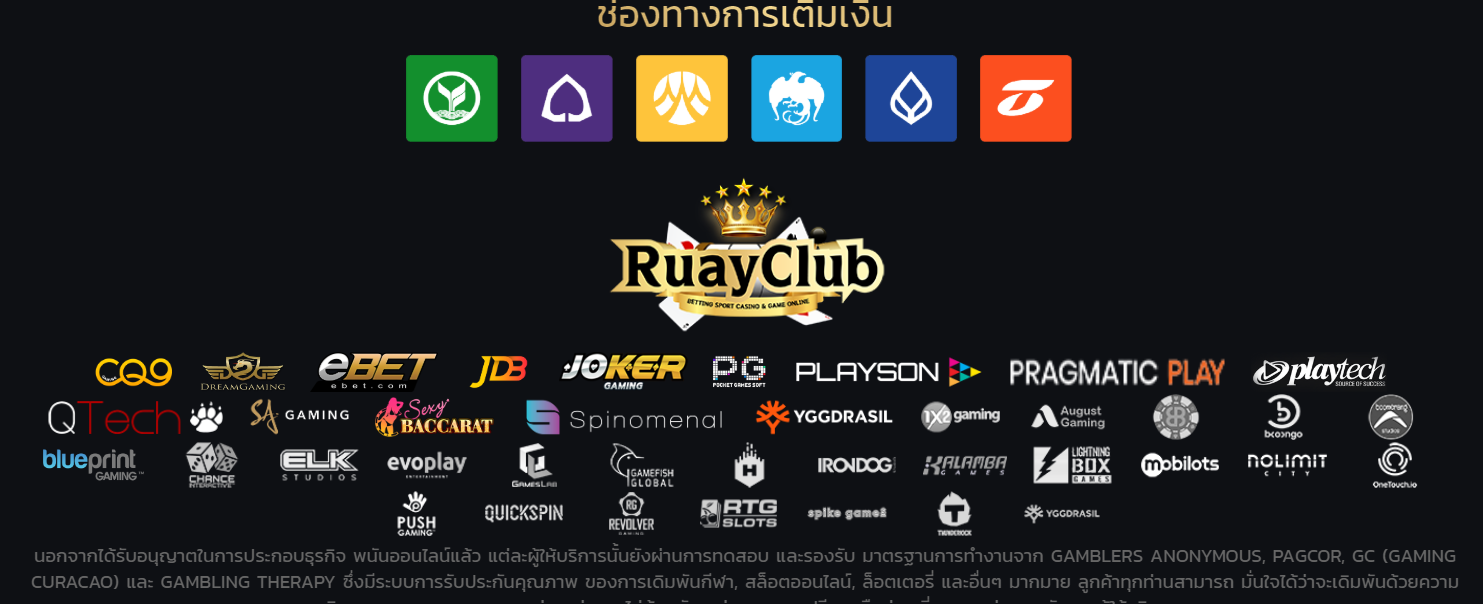 ช่องทางการเติมเงิน
RuayClub
BETTING SPORT CASINO & GAME ONLINE
CQ9 DREAMGAMING eBET ebet.com JDB JOKER GAMING PG POCKET GAMES SOFT PLAYSON PRAGMATIC PLAY playtech SOURCE OF SUCCESS
QTech SA GAMING Sexy BACCARAT Spinomenal YGGDRASIL 1X2 gaming August Gaming booongo boomerang studios
blueprint GAMING™ CHANCE INTERACTIVE ELK STUDIOS evoplay ENTERTAINMENT GAMESLAB GAMEFISH GLOBAL H IRONDOG KALAMBA GAMES LIGHTNING BOX GAMES mobilots NOLIMIT CITY OneTouch.io
PUSH GAMING QUICKSPIN RG REVOLVER GAMING RTG SLOTS spike games THUNDERROCK YGGDRASIL
นอกจากได้รับอนุญาตในการประกอบธุรกิจ พนันออนไลน์แล้ว แต่ละผู้ให้บริการนั้นยังผ่านการทดสอบ และรองรับ มาตรฐานการทำงานจาก GAMBLERS ANONYMOUS, PAGCOR, GC (GAMING
CURACAO) และ GAMBLING THERAPY ซึ่งมีระบบการรับประกันคุณภาพ ของการเดิมพันกีฬา, สล็อตออนไลน์, ล็อตเตอรี่ และอื่นๆ มากมาย ลูกค้าทุกท่านสามารถ มั่นใจได้ว่าจะเดิมพันด้วยความ